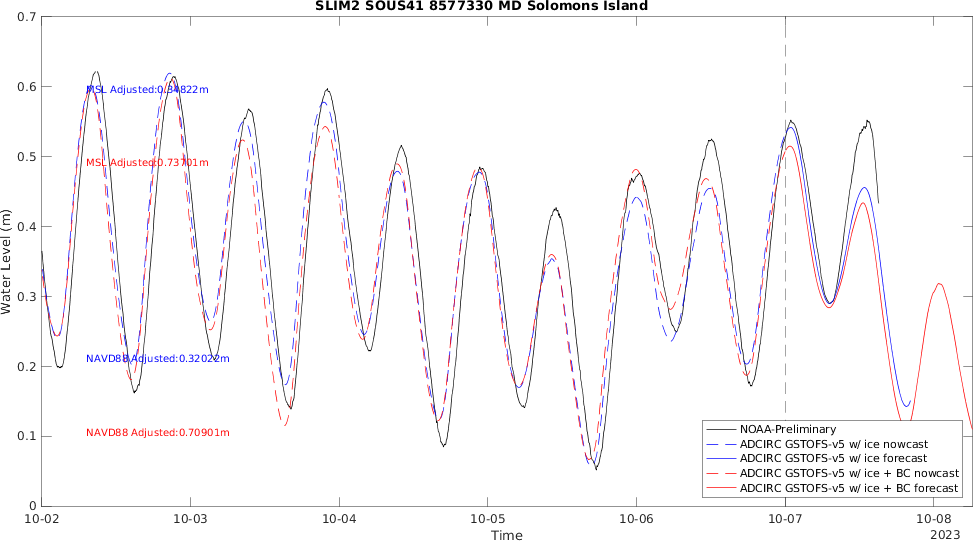 SLIM2 SOUS41 8577330 MD Solomons Island
Water Level (m)
0.7
0.6
0.5
0.4
0.3
0.2
0.1
0
MSL Adjusted:0.34822m
MSL Adjusted:0.73701m
NAVD88 Adjusted:0.32022m
NAVD88 Adjusted:0.70901m
NOAA-Preliminary
ADCIRC GSTOFS-v5 w/ ice nowcast
ADCIRC GSTOFS-v5 w/ ice forecast
ADCIRC GSTOFS-v5 w/ ice + BC nowcast
ADCIRC GSTOFS-v5 w/ ice + BC forecast
10-02 10-03 10-04 10-05 10-06 10-07 10-08
Time
2023